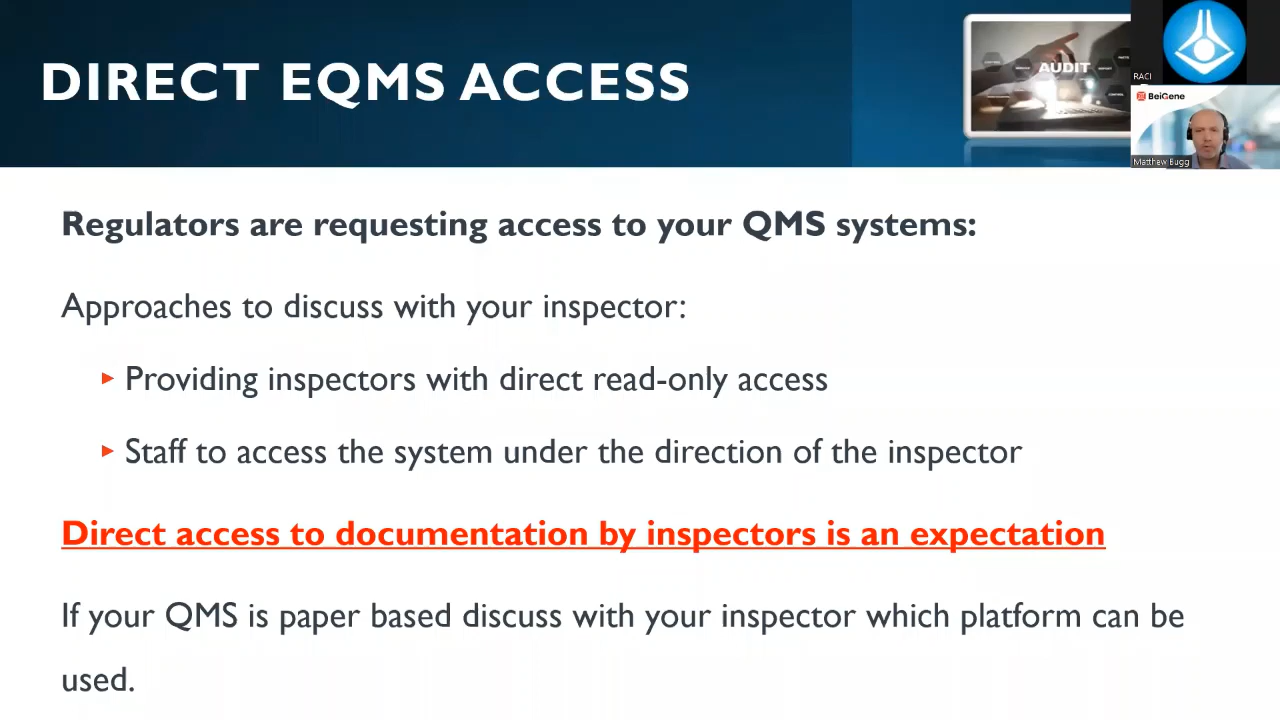 DIRECT EQMS ACCESS
AUDIT
RACI
BeiGene
Matthew Bugg
Regulators are requesting access to your QMS systems:
Approaches to discuss with your inspector:
Providing inspectors with direct read-only access
Staff to access the system under the direction of the inspector
Direct access to documentation by inspectors is an expectation
If your QMS is paper based discuss with your inspector which platform can be
used.